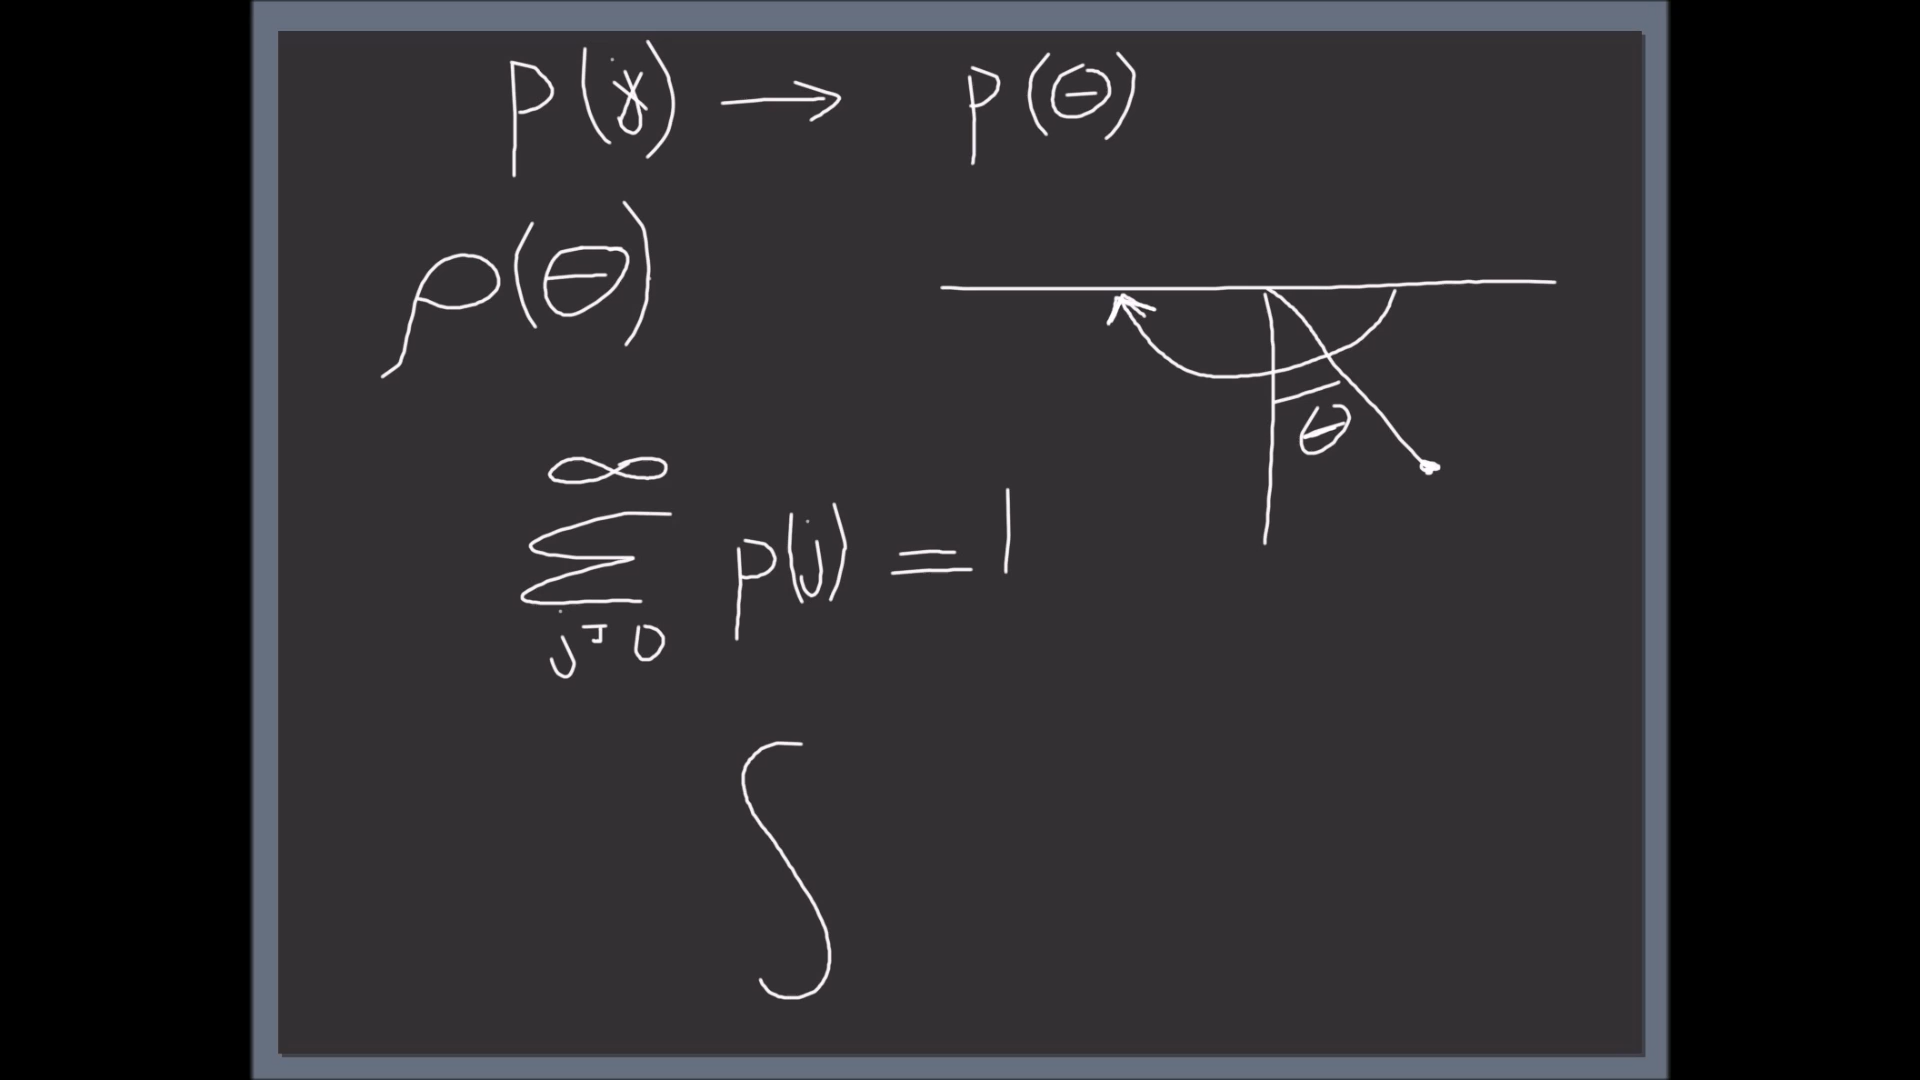 P(j) → P(θ)
ρ(θ)
θ
∞
∑ P(j) = 1
j=0
∫